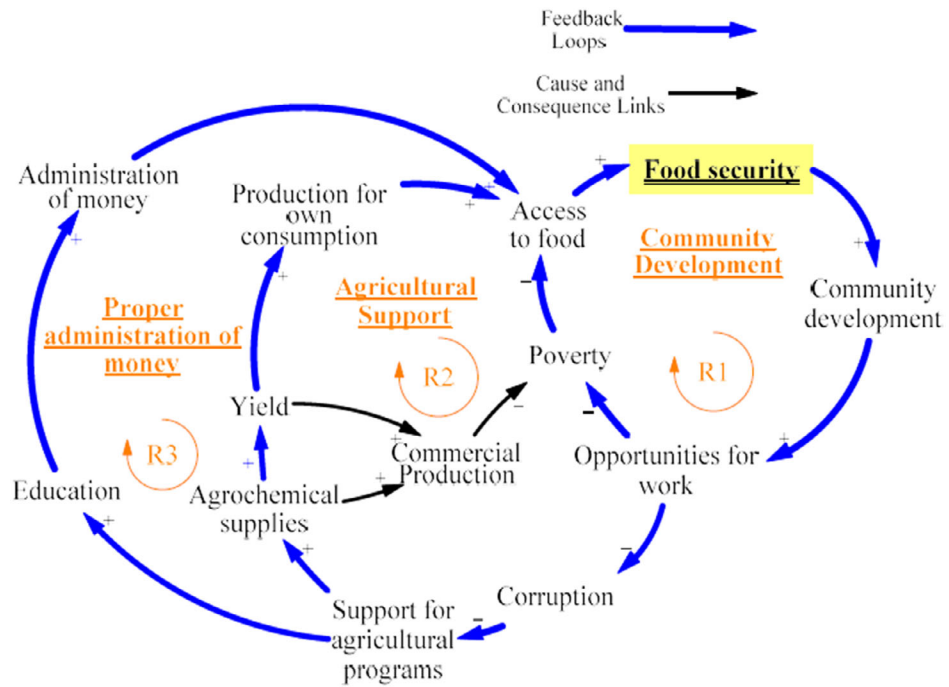 Feedback
Loops
Cause and
Consequence Links
Administration
of money
Production for
own
consumption
Access
to food
Food security
Community
Development
Community
development
Proper
administration of
money
Agricultural
Support
R2
R1
R3
Poverty
Yield
Commercial
Production
Opportunities for
work
Education
Agrochemical
supplies
Corruption
Support for
agricultural
programs
+
+
+
+
+
+
+
+
+
+
+
+
+
−
−
−
−
−